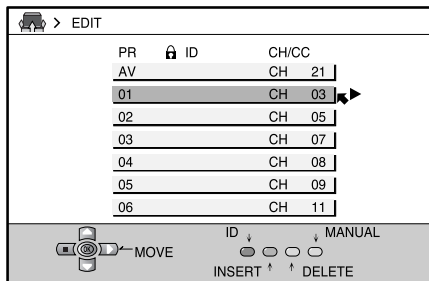 > EDIT
PR ID CH/CC
AV CH 21
01 CH 03
02 CH 05
03 CH 07
04 CH 08
05 CH 09
06 CH 11
ID MANUAL
OK MOVE
INSERT DELETE